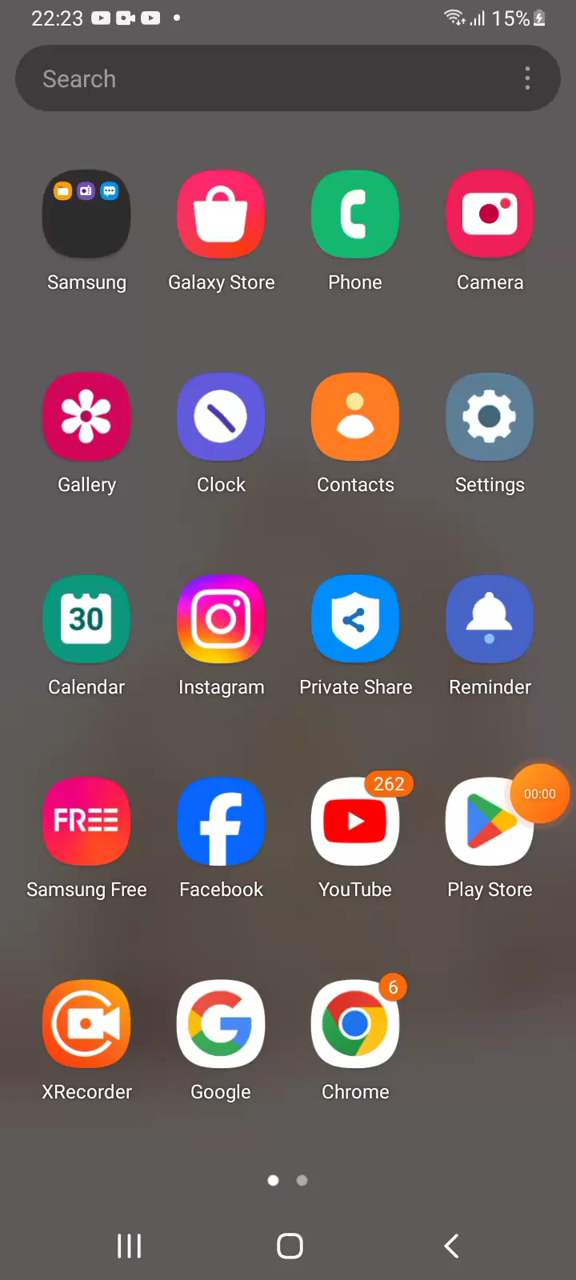 22:23 15%
Search
Samsung Galaxy Store Phone Camera
Gallery Clock Contacts Settings
30
Calendar Instagram Private Share Reminder
262
FREE
00:00
Samsung Free Facebook YouTube Play Store
6
XRecorder Google Chrome